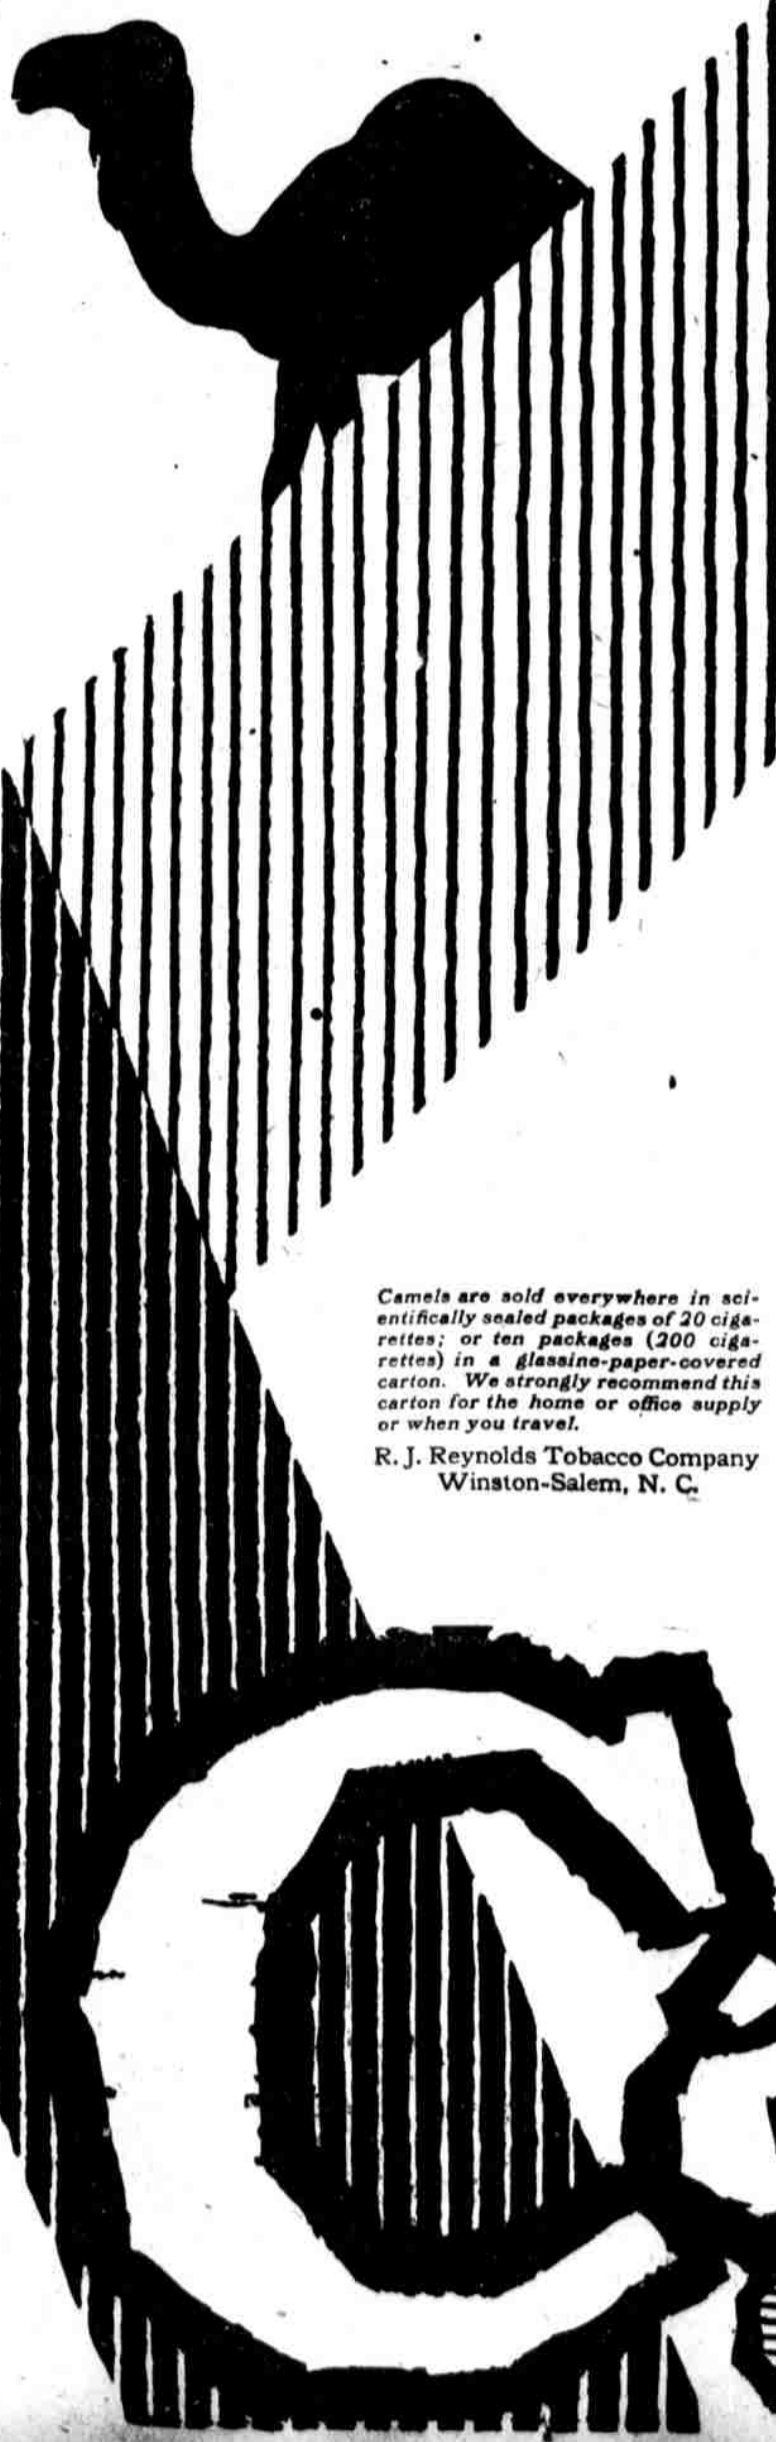 Camels are sold everywhere in sci-
entifically sealed packages of 20 ciga-
rettes; or ten packages (200 ciga-
rettes) in a glassine-paper-covered
carton. We strongly recommend this
carton for the home or office supply
or when you travel.
R. J. Reynolds Tobacco Company
Winston-Salem, N. C.
C